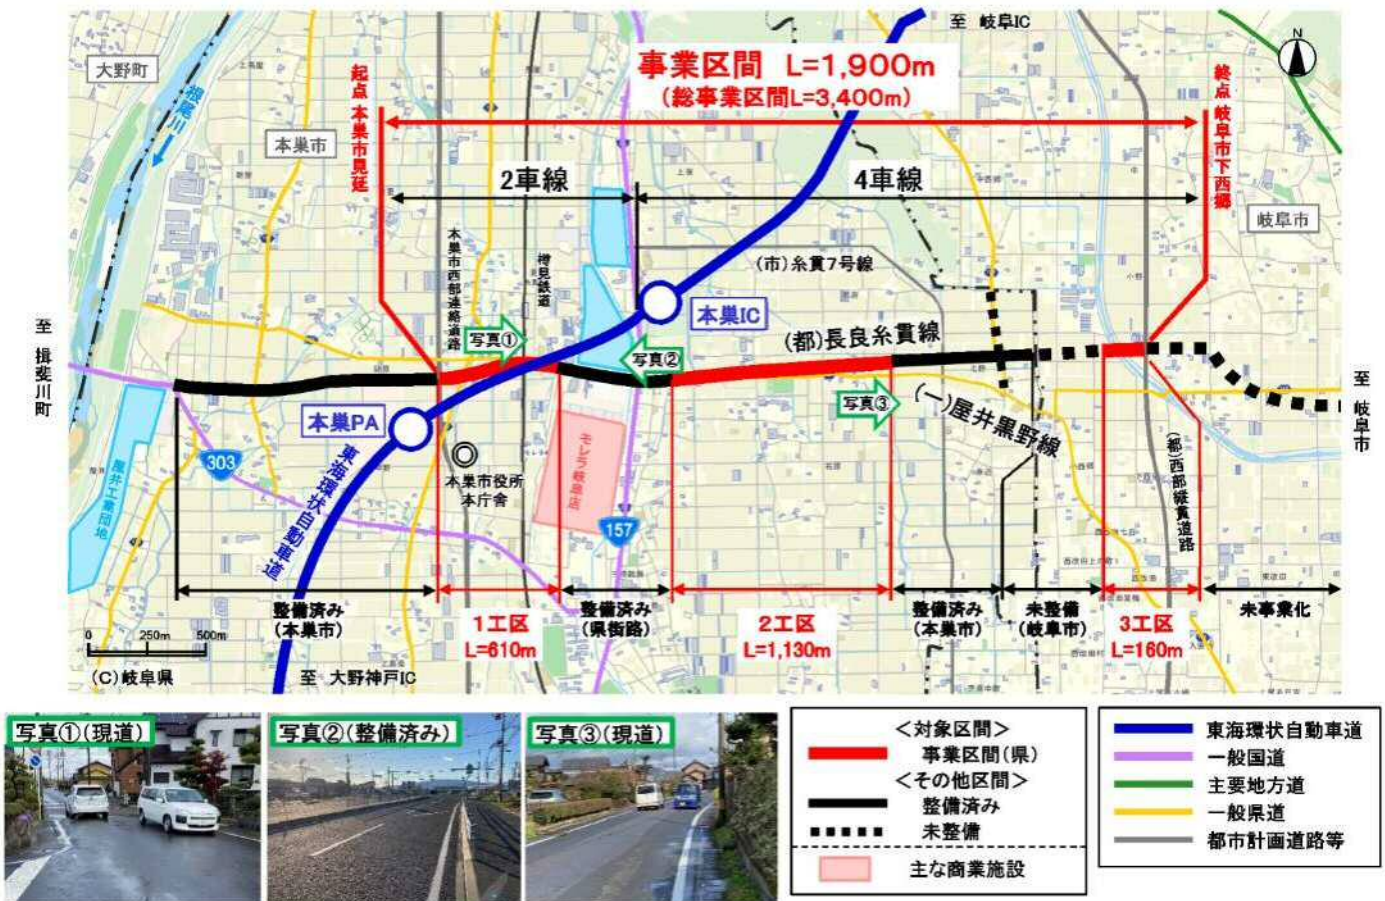 至 岐阜IC
N
事業区間 L=1,900m
(総事業区間L=3,400m)
大野町
根尾川
本巣市
起点 本巣市見延
終点 岐阜市下西郷
岐阜市
2車線
4車線
本巣市西部連絡道路
樽見鉄道
(市)糸貫7号線
写真①
本巣IC
写真②
(都)長良糸貫線
至 揖斐川町
至 岐阜市
本巣PA
写真③
(一)屋井黒野線
303
本巣市役所
本庁舎
モレラ岐阜店
157
屋井工業団地
東海環状自動車道
(都)西部縦貫道路
整備済み
(本巣市)
1工区
L=610m
整備済み
(県街路)
2工区
L=1,130m
整備済み
(本巣市)
未整備
(岐阜市)
3工区
L=160m
未事業化
0 250m 500m
(C)岐阜県
至 大野神戸IC
写真①(現道)
写真②(整備済み)
写真③(現道)
<対象区間>
事業区間(県)
<その他区間>
整備済み
未整備
主な商業施設
東海環状自動車道
一般国道
主要地方道
一般県道
都市計画道路等